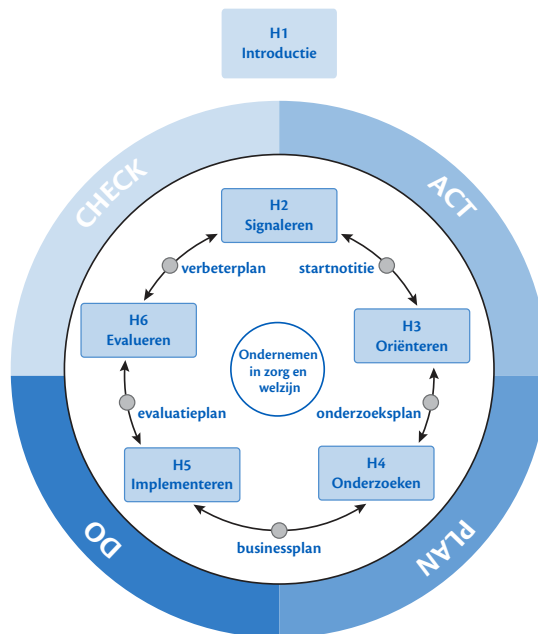 H1
Introductie
CHECK
ACT
H2
Signaleren
verbeterplan
startnotitie
H6
Evalueren
H3
Oriënteren
Ondernemen
in zorg en
welzijn
evaluatieplan
onderzoeksplan
H5
Implementeren
H4
Onderzoeken
businessplan
DO
PLAN